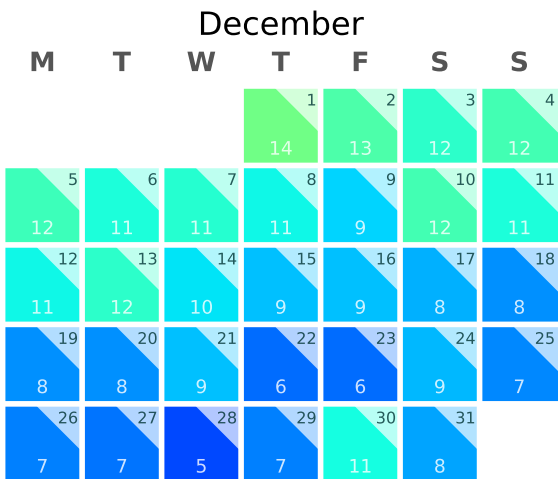 December
M T W T F S S
1 2 3 4
14 13 12 12
5 6 7 8 9 10 11
12 11 11 11 9 12 11
12 13 14 15 16 17 18
11 12 10 9 9 8 8
19 20 21 22 23 24 25
8 8 9 6 6 9 7
26 27 28 29 30 31
7 7 5 7 11 8